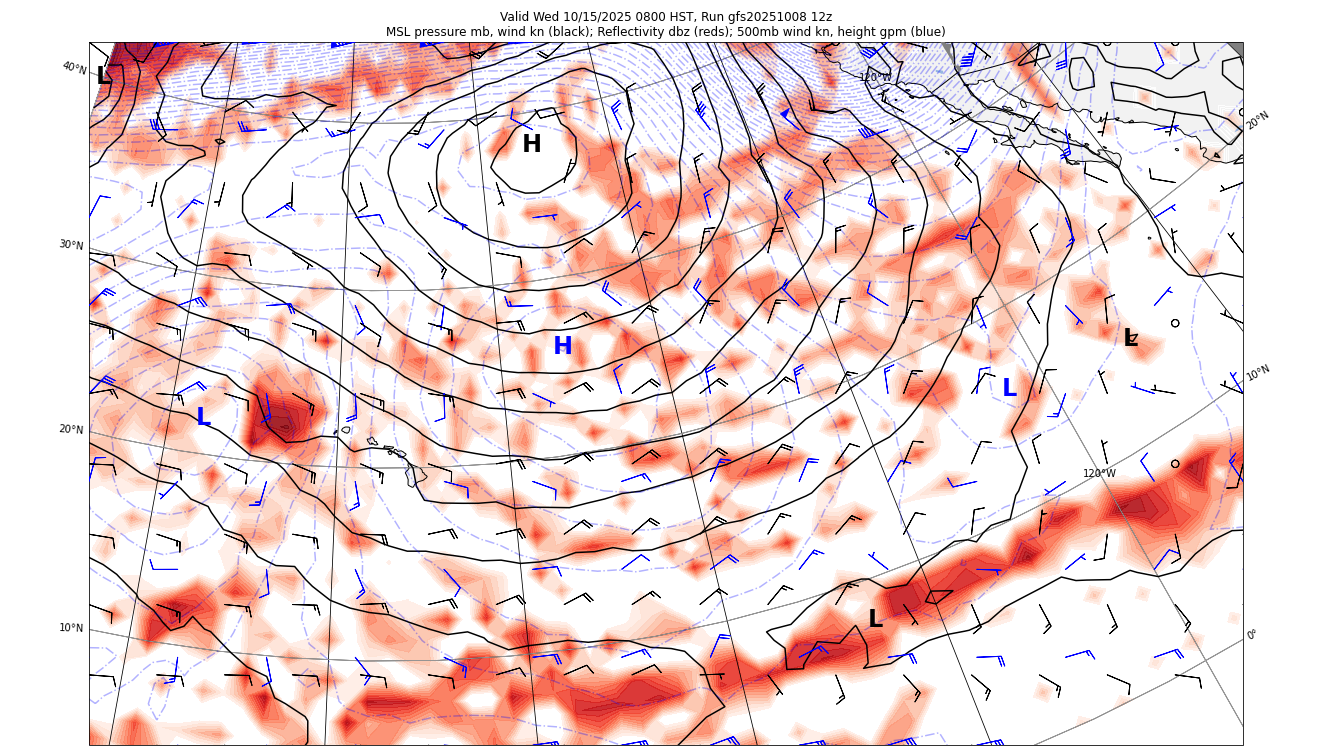 Valid Wed 10/15/2025 0800 HST, Run gfs20251008 12z
MSL pressure mb, wind kn (black); Reflectivity dbz (reds); 500mb wind kn, height gpm (blue)
40°N
L
120°W
20°N
H
30°N
H
L
10°N
L
L
20°N
120°W
10°N
L
0°